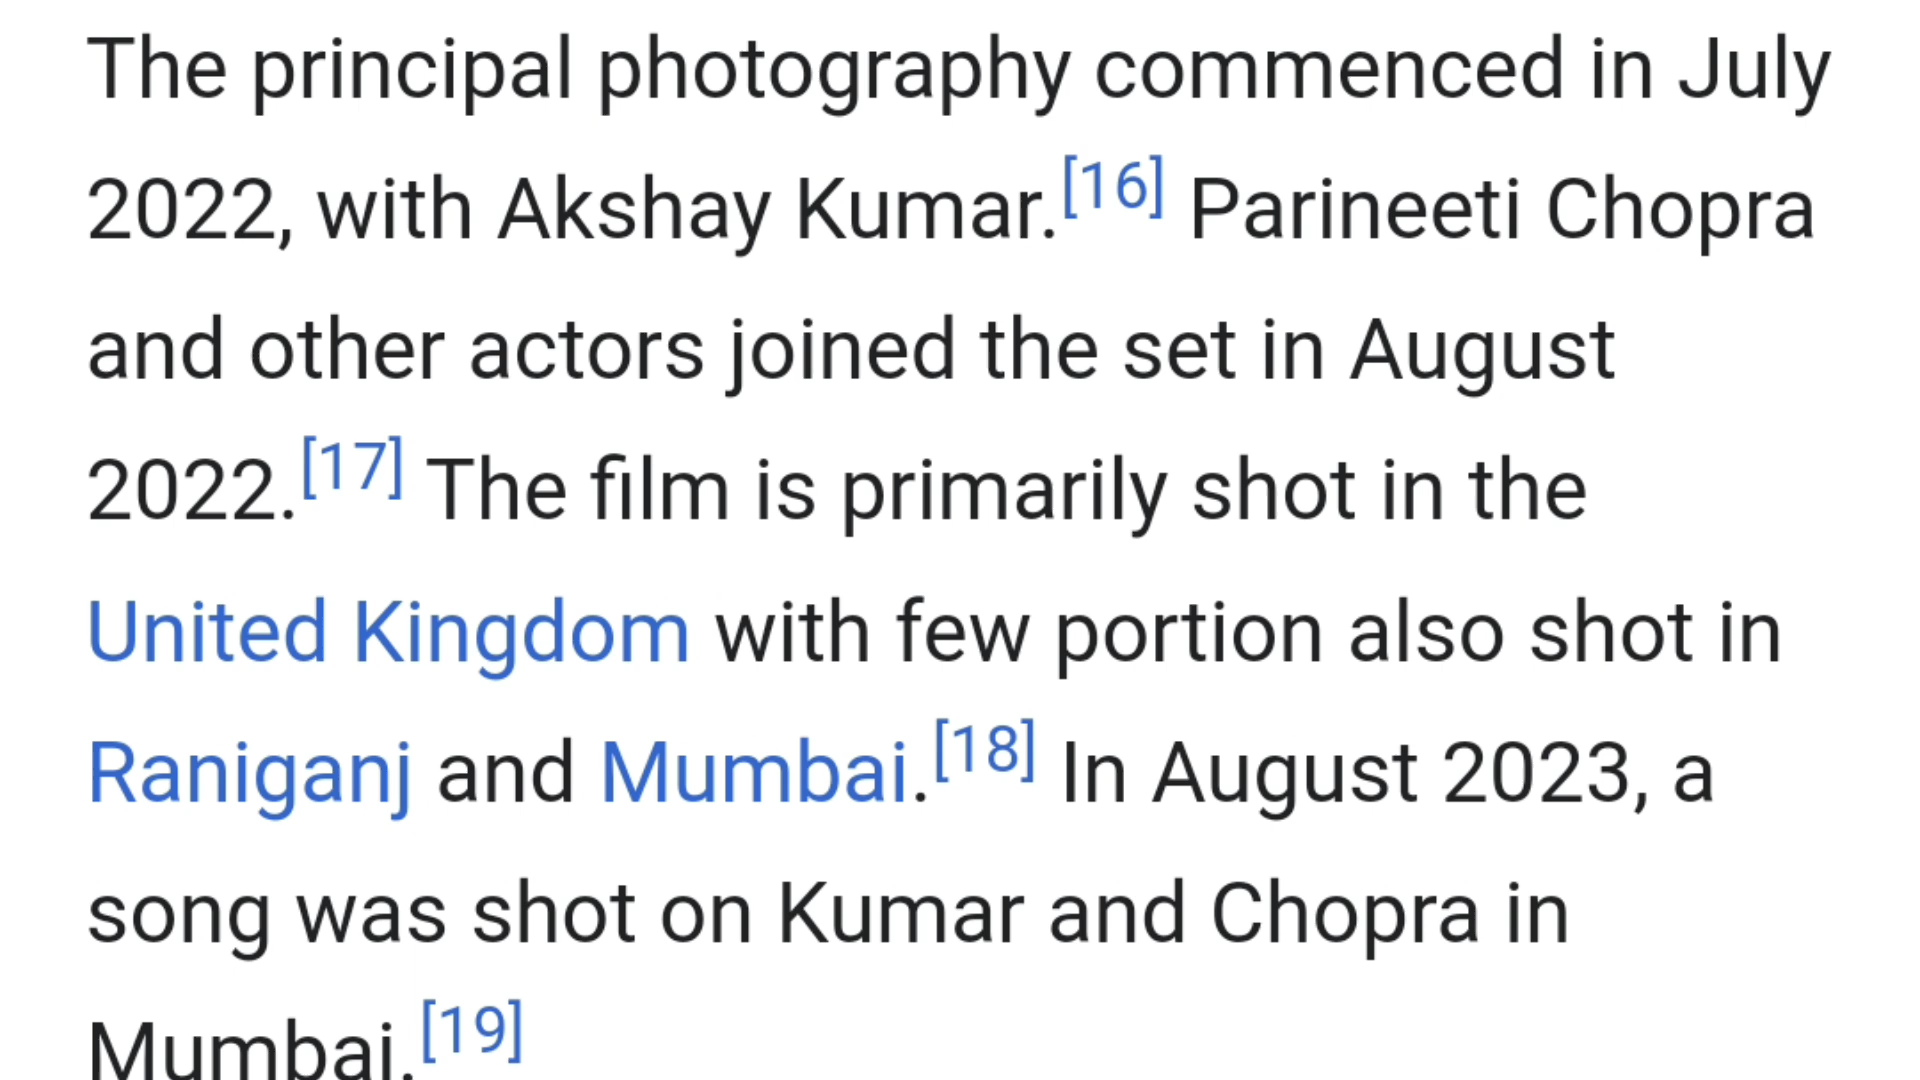 The principal photography commenced in July
2022, with Akshay Kumar.[16] Parineeti Chopra
and other actors joined the set in August
2022.[17] The film is primarily shot in the
United Kingdom with few portion also shot in
Raniganj and Mumbai.[18] In August 2023, a
song was shot on Kumar and Chopra in
Mumbai.[19]